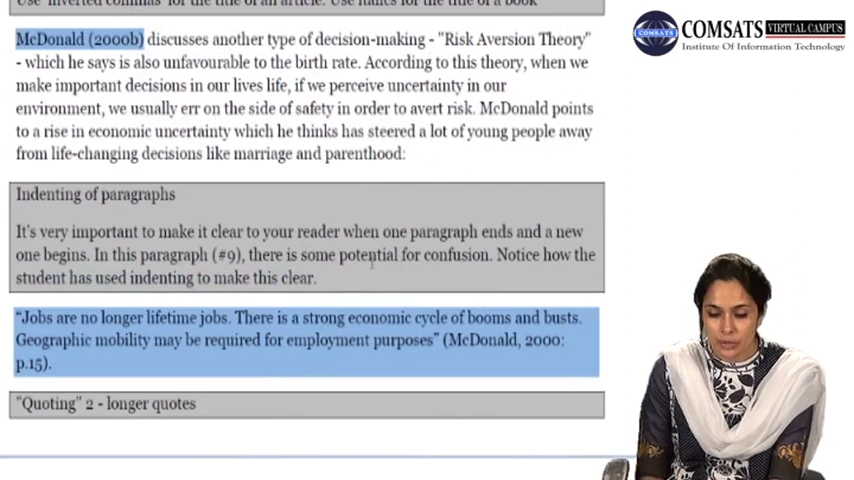 Use 'inverted commas' for the title of an article. Use italics for the title of a book
McDonald (2000b) discusses another type of decision-making - "Risk Aversion Theory"
- which he says is also unfavourable to the birth rate. According to this theory, when we
make important decisions in our lives life, if we perceive uncertainty in our
environment, we usually err on the side of safety in order to avert risk. McDonald points
to a rise in economic uncertainty which he thinks has steered a lot of young people away
from life-changing decisions like marriage and parenthood:
Indenting of paragraphs
It's very important to make it clear to your reader when one paragraph ends and a new
one begins. In this paragraph (#9), there is some potential for confusion. Notice how the
student has used indenting to make this clear.
"Jobs are no longer lifetime jobs. There is a strong economic cycle of booms and busts.
Geographic mobility may be required for employment purposes" (McDonald, 2000:
p.15).
"Quoting" 2 - longer quotes
COMSATS
COMSATS VIRTUAL CAMPUS
Institute Of Information Technology